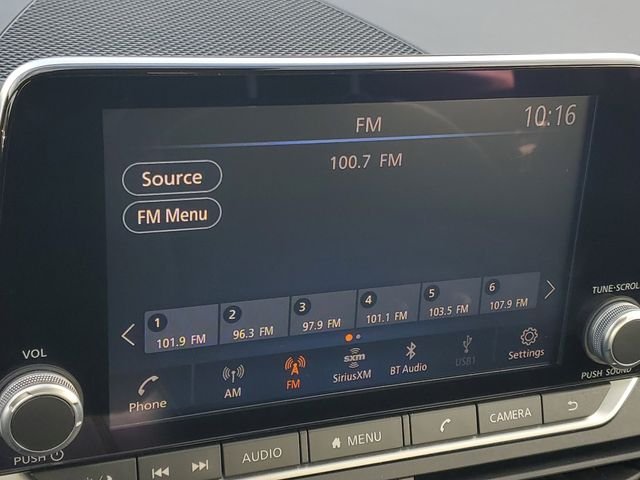 FM
10:16
100.7 FM
Source
FM Menu
1
101.9 FM
2
96.3 FM
3
97.9 FM
4
101.1 FM
5
103.5 FM
6
107.9 FM
Phone
AM
FM
sxm
SiriusXM
BT Audio
USB1
Settings
VOL
PUSH
TUNE·SCROLL
PUSH SOUND
AUDIO
MENU
CAMERA